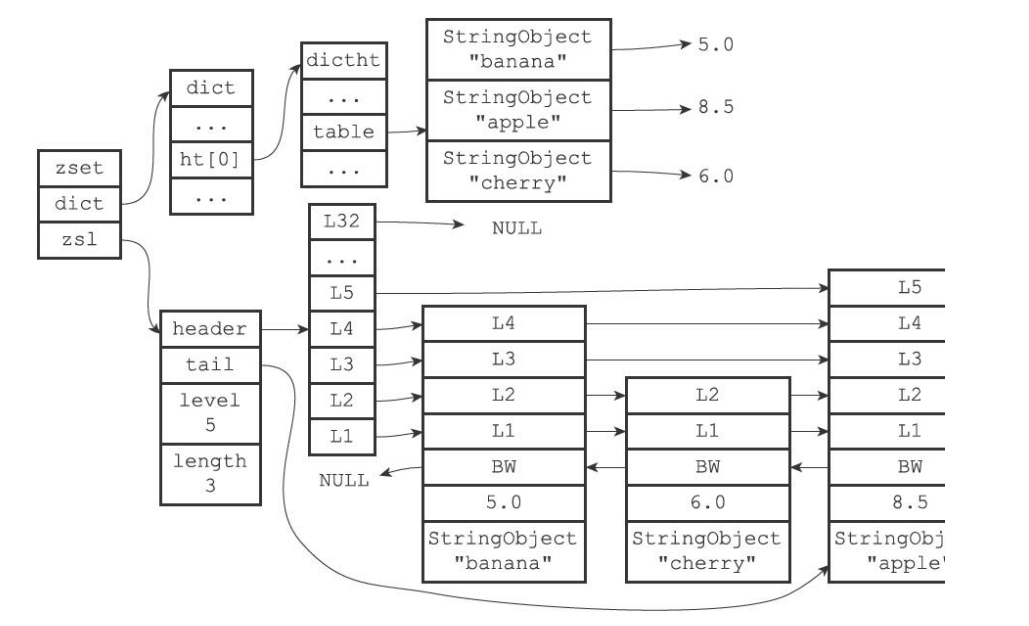 zset
dict
zsl
dict
...
ht[0]
...
dictht
...
table
...
StringObject
"banana"
StringObject
"apple"
StringObject
"cherry"
5.0
8.5
6.0
header
tail
level
5
length
3
L32
...
L5
L4
L3
L2
L1
NULL
NULL
L4
L3
L2
L1
BW
5.0
StringObject
"banana"
L2
L1
BW
6.0
StringObject
"cherry"
L5
L4
L3
L2
L1
BW
8.5
StringObj
"apple"